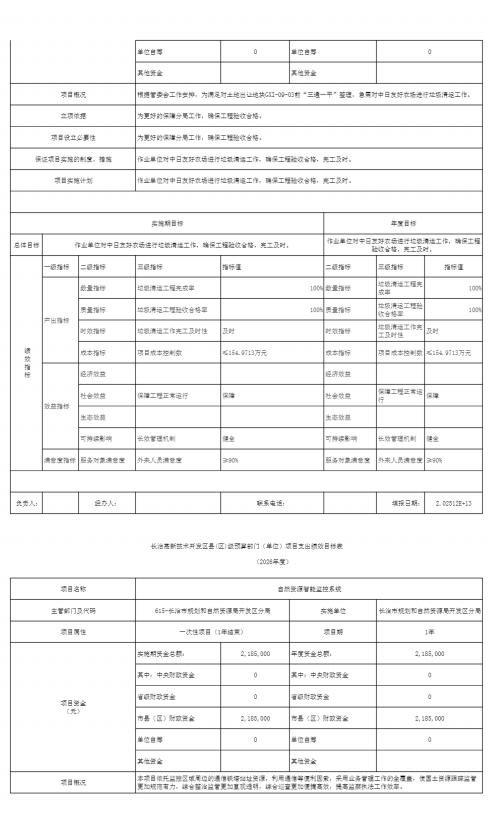 单位自筹 0 单位自筹 0
其他资金 其他资金
项目概况 根据管委会工作安排，为满足对土地出让地块GXI-09-03前“三通一平”整理，急需对中日友好农场进行垃圾清运工作。
立项依据 为更好的保障分局工作，确保工程验收合格。
项目设立必要性 为更好的保障分局工作，确保工程验收合格。
保证项目实施的制度、措施 作业单位对中日友好农场进行垃圾清运工作，确保工程验收合格，完工及时。
项目实施计划 作业单位对中日友好农场进行垃圾清运工作，确保工程验收合格，完工及时。
实施期目标 年度目标
总体目标 作业单位对中日友好农场进行垃圾清运工作，确保工程验收合格，完工及时。 作业单位对中日友好农场进行垃圾清运工作，确保工程
验收合格，完工及时。
绩效指标
一级指标 二级指标 三级指标 指标值 二级指标 三级指标 指标值
产出指标
数量指标 垃圾清运工程完成率 100% 数量指标 垃圾清运工程完
成率 100%
质量指标 垃圾清运工程验收合格率 100% 质量指标 垃圾清运工程验
收合格率 100%
时效指标 垃圾清运工作完工及时性 及时 时效指标 垃圾清运工作完
工及时性 及时
成本指标 项目成本控制数 ≤154.9713万元 成本指标 项目成本控制数 ≤154.9713万元
效益指标
经济效益 经济效益
社会效益 保障工程正常运行 保障 社会效益 保障工程正常运
行 保障
生态效益 生态效益
可持续影响 长效管理机制 健全 可持续影响 长效管理机制 健全
满意度指标 服务对象满意度 外来人员满意度 ≥90% 服务对象满意度 外来人员满意度 ≥90%
负责人： 经办人： 联系电话： 填报日期： 2.02512E+13
长治高新技术开发区县(区)级预算部门（单位）项目支出绩效目标表
（2026年度）
项目名称 自然资源智能监控系统
主管部门及代码 615-长治市规划和自然资源局开发区分局 实施单位 长治市规划和自然资源局开发区分局
项目属性 一次性项目（1年结束） 项目期 1年
项目资金
（元）
实施期资金总额： 2,185,000 年度资金总额： 2,185,000
其中：中央财政资金 0 其中：中央财政资金 0
省级财政资金 0 省级财政资金 0
市县（区）财政资金 2,185,000 市县（区）财政资金 2,185,000
单位自筹 0 单位自筹 0
其他资金 其他资金
项目概况 本项目依托监控区域周边的通信铁塔站址资源，利用通信等便利因素，采用业务管理工作的全覆盖，使国土资源跟踪监管
更加规范有力，综合整治监管更加直观透明，综合巡查更加便捷高效，提高监察执法工作效率。